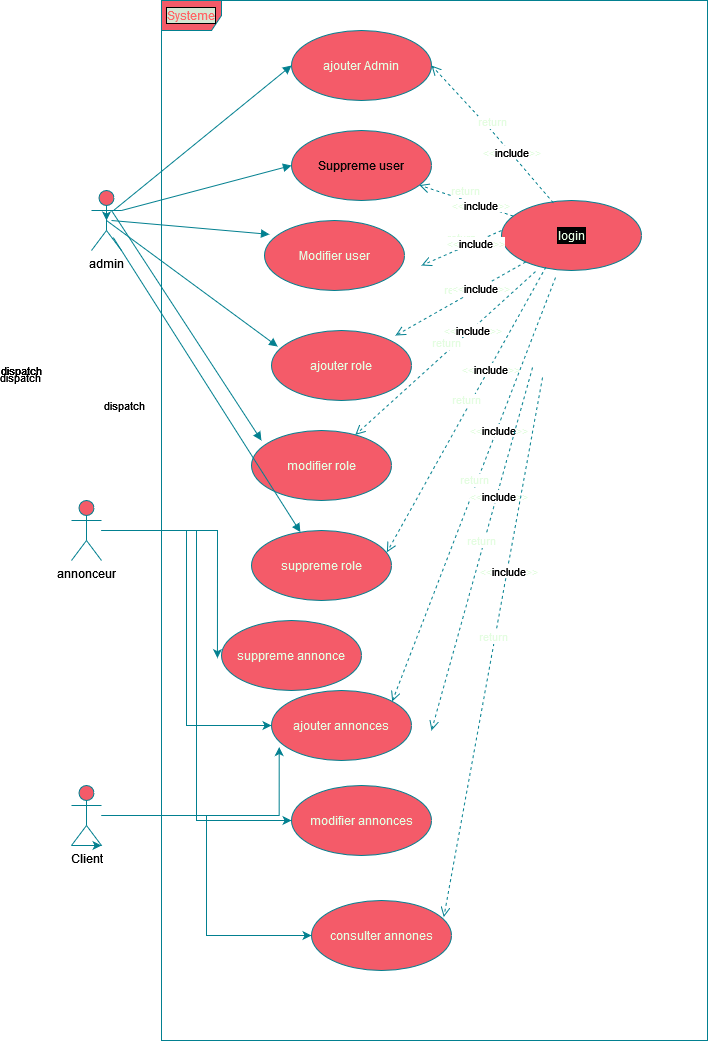 Systeme
ajouter Admin
return
include
Suppreme user
return
include
login
admin
Modifier user
include
include
return
include
ajouter role
dispatch
dispatch
include
return
dispatch
include
modifier role
return
include
annonceur
return
suppreme role
include
return
suppreme annonce
ajouter annonces
Client
modifier annonces
consulter annones